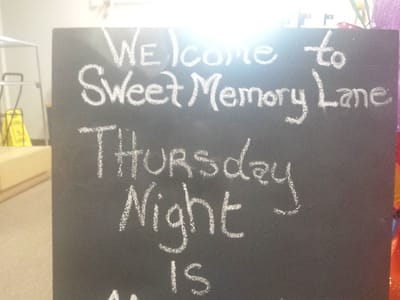 Welcome to
Sweet Memory Lane
Thursday
Night
is